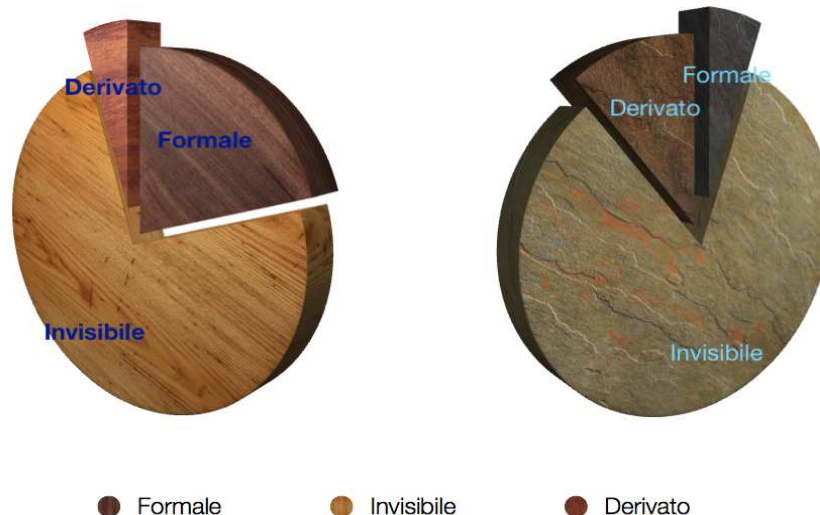 Derivato
Formale
Invisibile
Formale
Derivato
Invisibile
Formale
Invisibile
Derivato